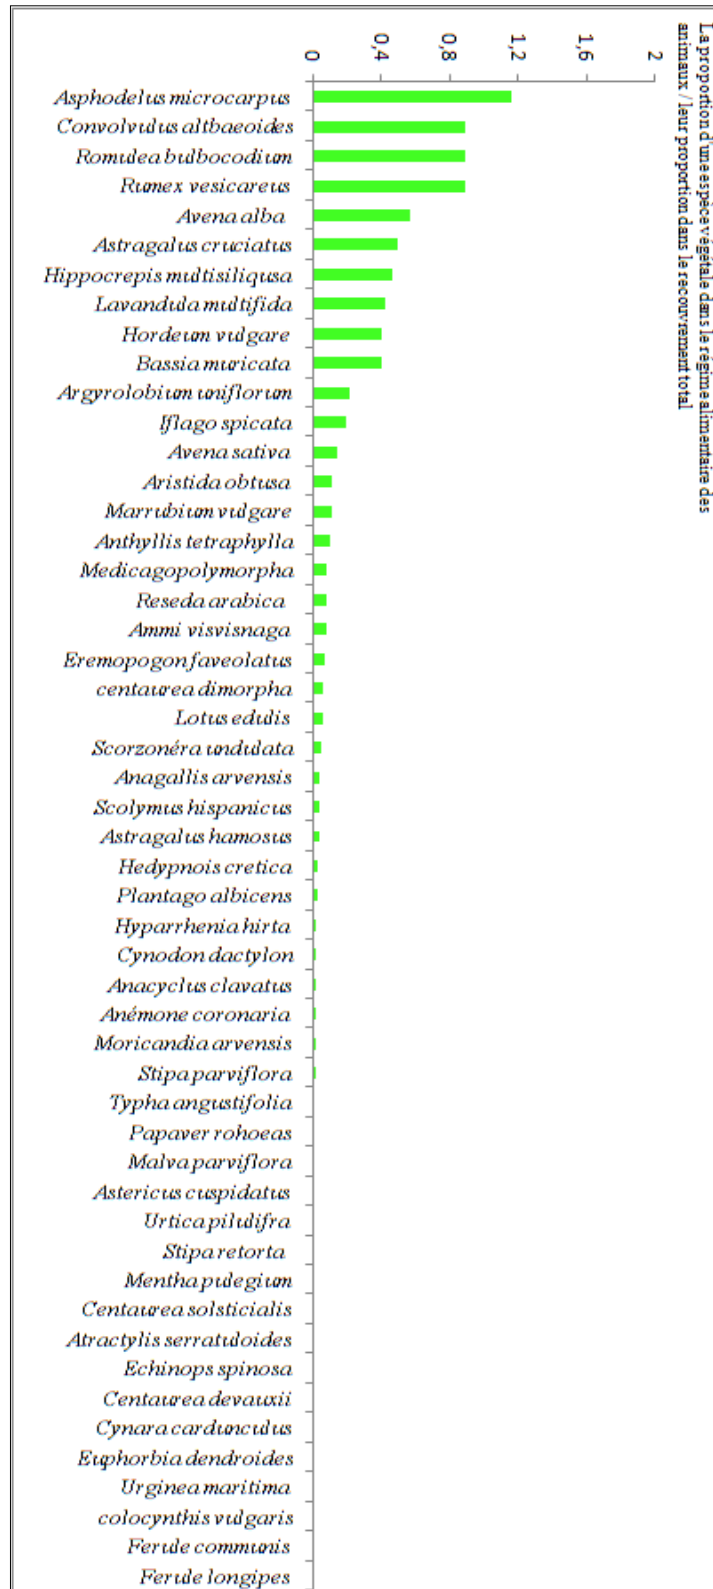 La proportion d'une espèce végétale dans le régime alimentaire des
animaux / leur proportion dans le recouvrement total
0
0,4
0,8
1,2
1,6
2
Asphodelus microcarpus
Convolvulus altbaeoides
Romulea bulbocodium
Rumex vesicareus
Avena alba
Astragalus cruciatus
Hippocrepis multisiliqusa
Lavandula multifida
Hordeum vulgare
Bassia muricata
Argyrolobium uniflorum
Iflago spicata
Avena sativa
Aristida obtusa
Marrubium vulgare
Anthyllis tetraphylla
Medicagopolymorpha
Reseda arabica
Ammi visvisnaga
Eremopogon faveolatus
centaurea dimorpha
Lotus edulis
Scorzonéra undulata
Anagallis arvensis
Scolymus hispanicus
Astragalus hamosus
Hedypnois cretica
Plantago albicens
Hyparrhenia hirta
Cynodon dactylon
Anacyclus clavatus
Anémone coronaria
Moricandia arvensis
Stipa parviflora
Typha angustifolia
Papaver rohoeas
Malva parviflora
Astericus cuspidatus
Urtica pilulifra
Stipa retorta
Mentha pulegium
Centaurea solsticialis
Atractylis serratuloides
Echinops spinosa
Centaurea devauxii
Cynara cardunculus
Euphorbia dendroides
Urginea maritima
colocynthis vulgaris
Ferule communis
Ferule longipes